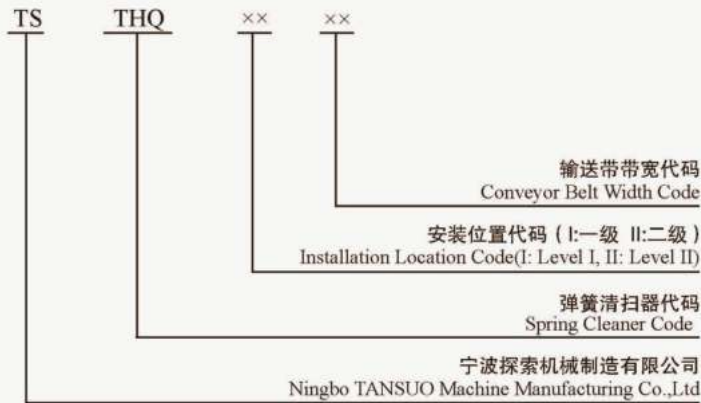 TS THQ ×× ××
输送带带宽代码
Conveyor Belt Width Code
安装位置代码（I:一级 II:二级）
Installation Location Code(I: Level I, II: Level II)
弹簧清扫器代码
Spring Cleaner Code
宁波探索机械制造有限公司
Ningbo TANSUO Machine Manufacturing Co.,Ltd